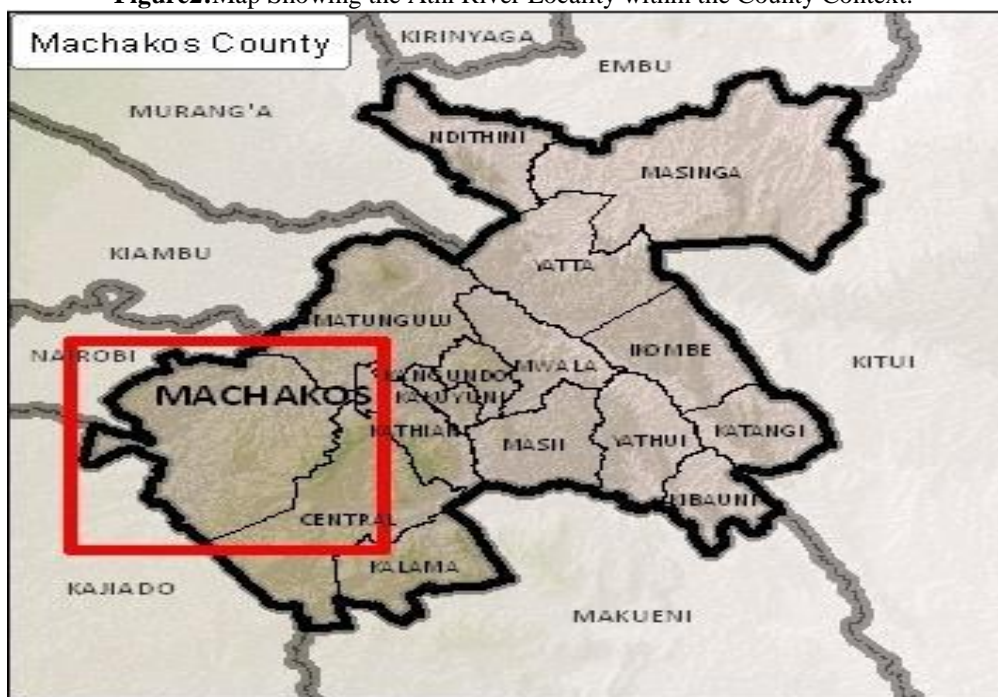 Figure2:Map Showing the Athi River Locality within the County Context.
Machakos County
KIRINYAGA
EMBU
MURANG'A
NDITHINI
MASINGA
KIAMBU
YATTA
MATUNGULU
NAIROBI
IKOMBE
KITUI
MWALA
KANGUNDO
MACHAKOS
KAKUYUNI
KATHIANI
MASII
YATHUI
KATANGI
KIBAUNI
CENTRAL
KALAMA
KAJIADO
MAKUENI